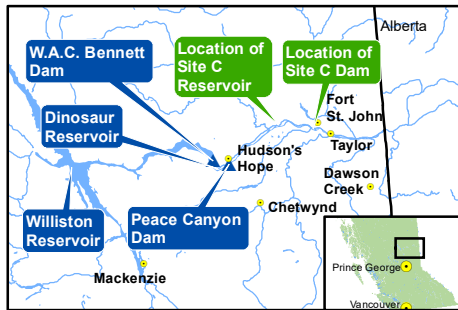 Alberta
W.A.C. Bennett
Dam
Location of
Site C
Reservoir
Location of
Site C Dam
Fort
St. John
Dinosaur
Reservoir
Hudson's
Hope
Taylor
Dawson
Creek
Williston
Reservoir
Peace Canyon
Dam
Chetwynd
Mackenzie
Prince George
Vancouver